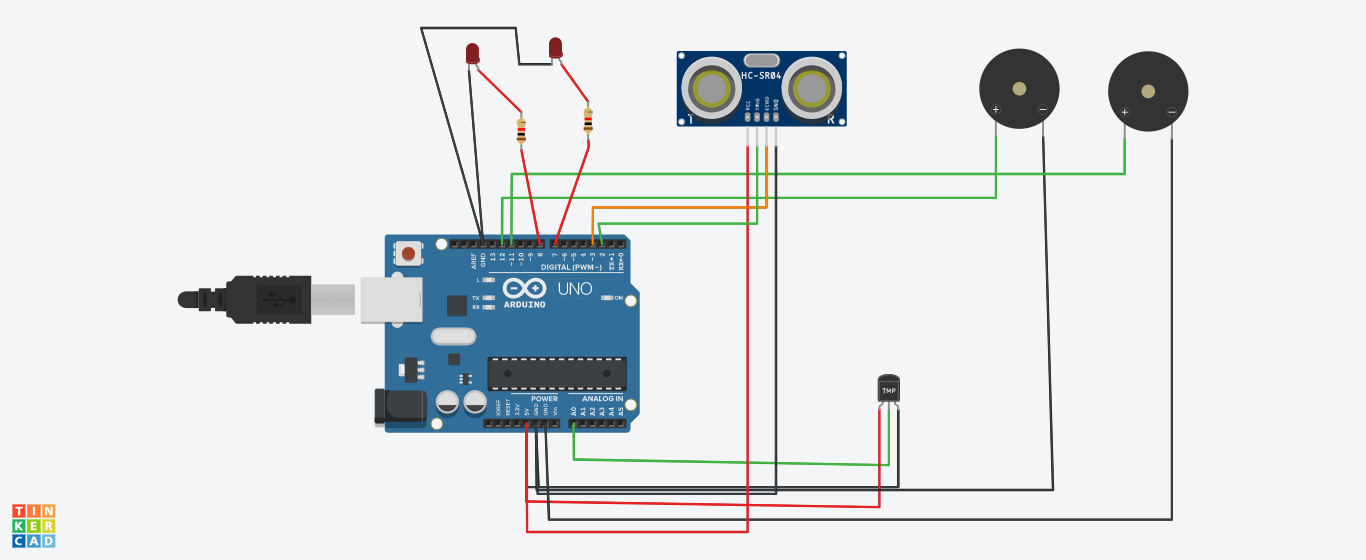 HC-SR04
VCC
TRIG
ECHO
GND
T
R
+
−
+
−
AREF
GND
13
12
~11
~10
~9
8
7
~6
~5
4
~3
2
TX→1
RX←0
DIGITAL (PWM~)
L
TX
RX
ARDUINO
UNO
ON
TMP
POWER
ANALOG IN
IOREF
RESET
3.3V
5V
GND
GND
Vin
A0
A1
A2
A3
A4
A5
TIN
KER
CAD